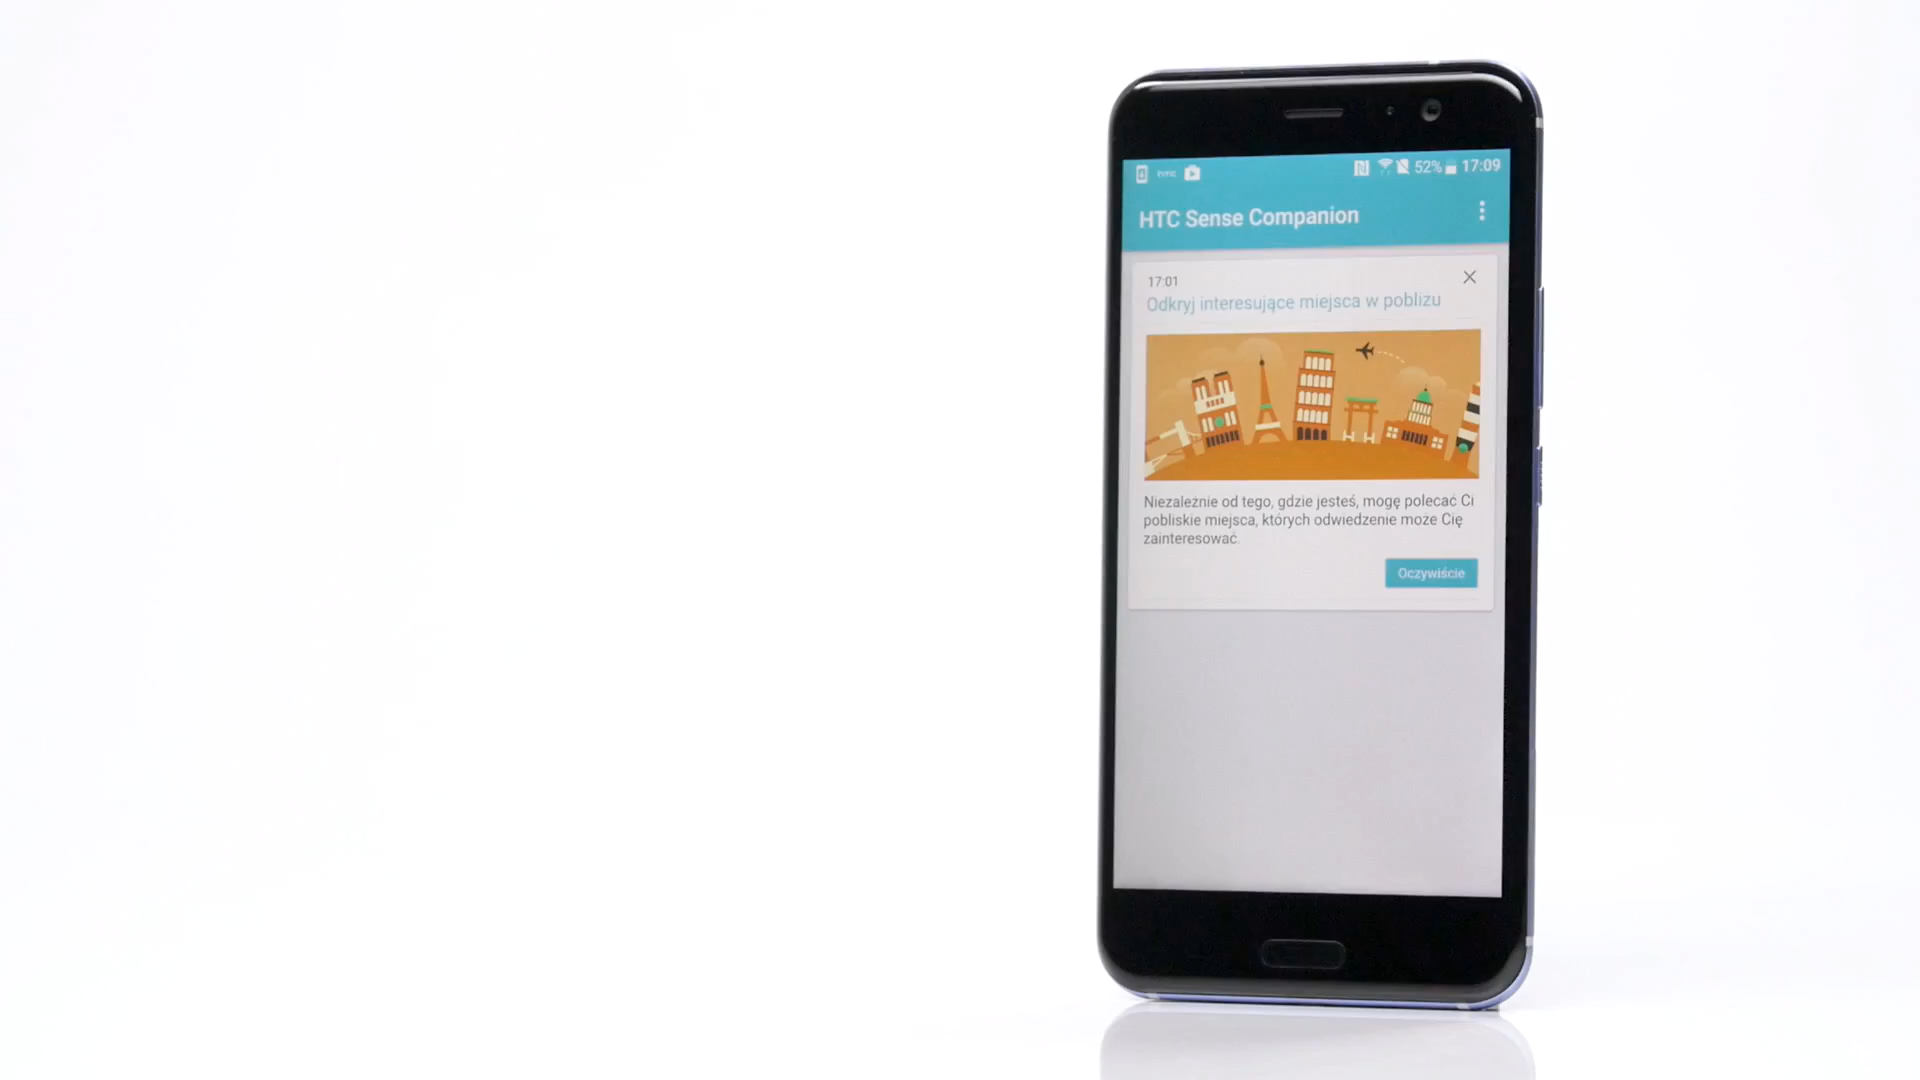 52% 17:09
HTC Sense Companion
17:01
Odkryj interesujące miejsca w pobliżu
Niezależnie od tego, gdzie jesteś, mogę polecać Ci
pobliskie miejsca, których odwiedzenie może Cię
zainteresować.
Oczywiście